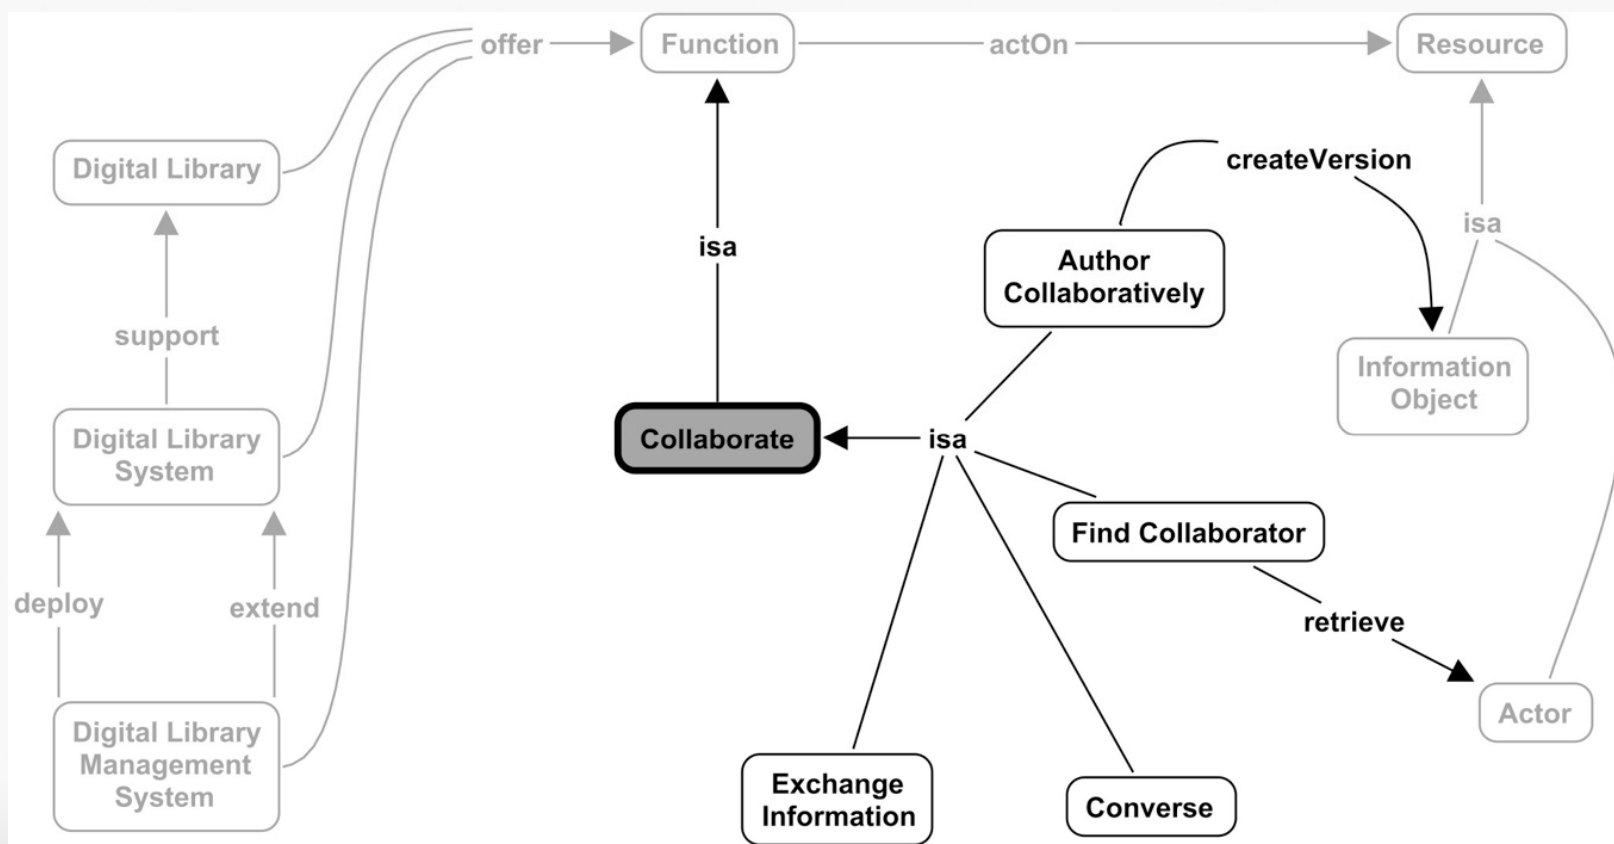 offer
Function
actOn
Resource
Digital Library
createVersion
isa
isa
Author
Collaboratively
support
Information
Object
Collaborate
isa
Digital Library
System
Find Collaborator
deploy
extend
retrieve
Actor
Digital Library
Management
System
Exchange
Information
Converse